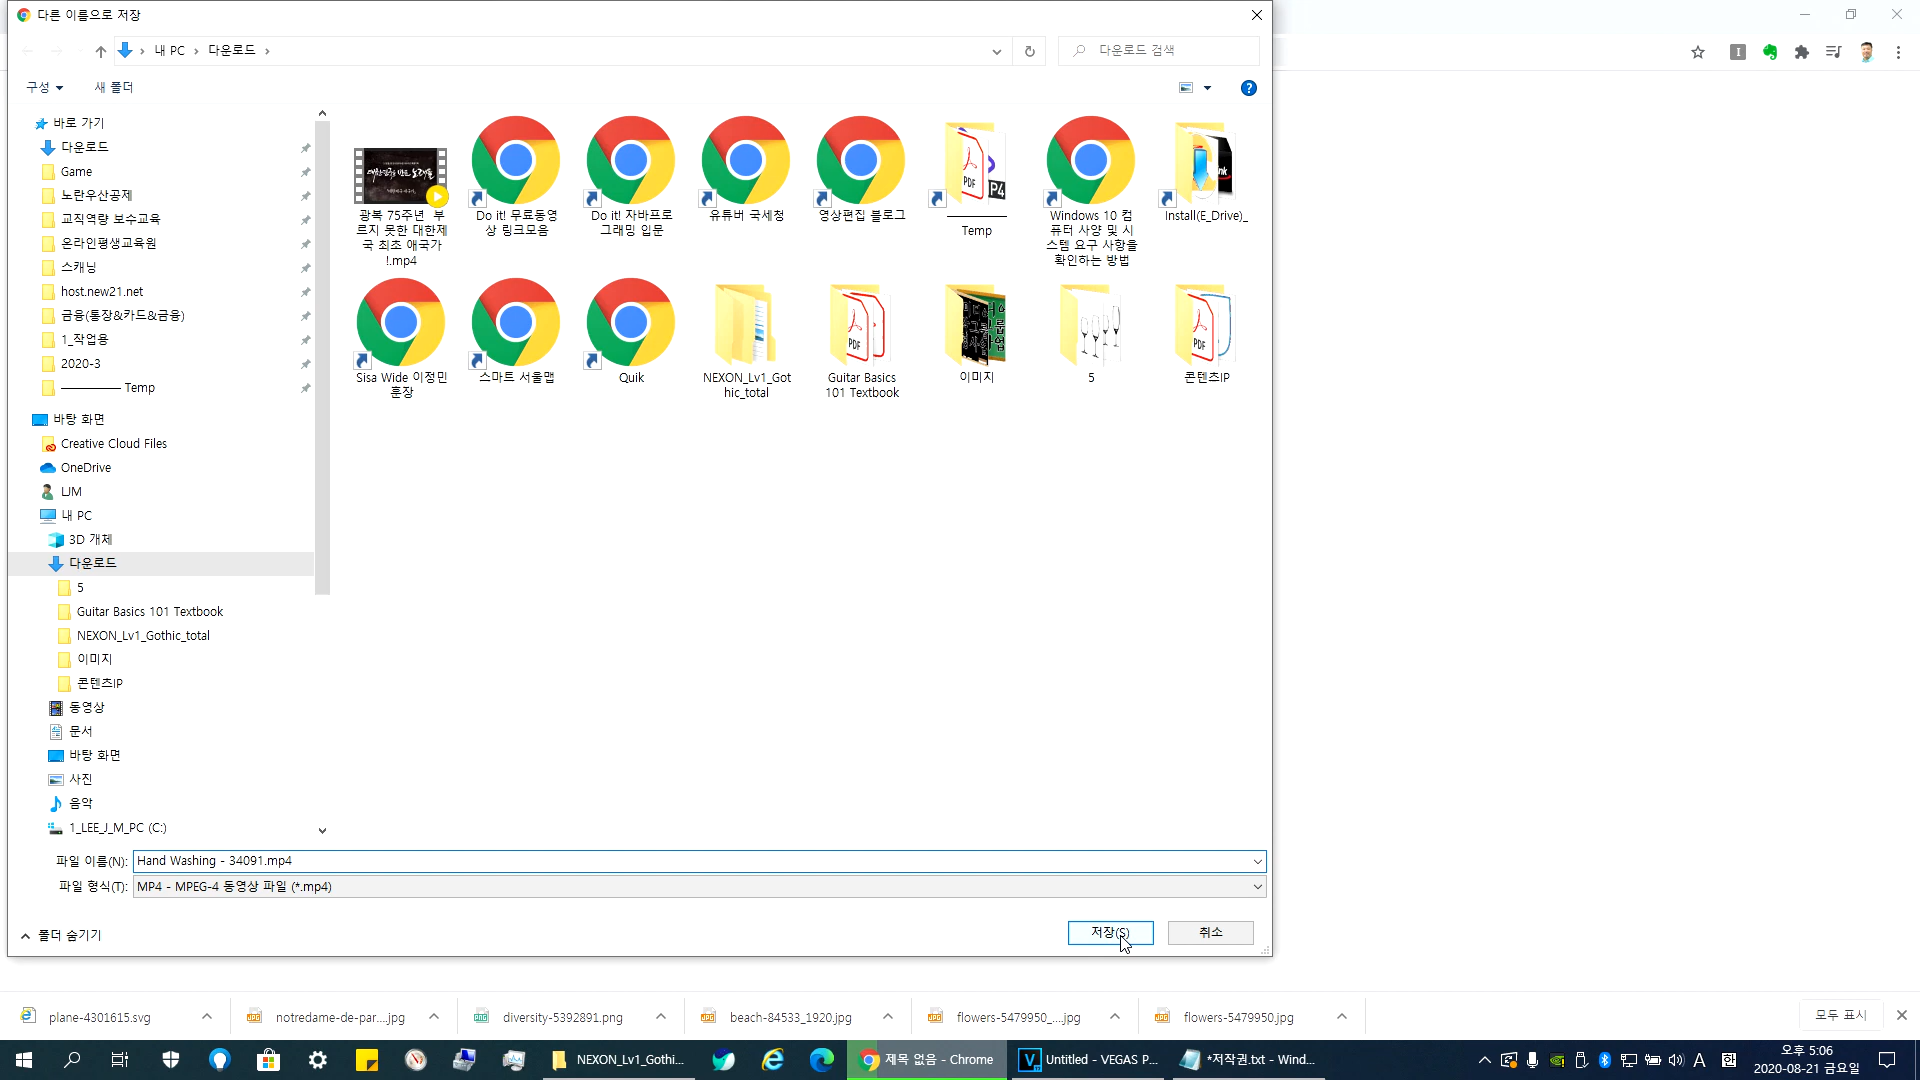 다른 이름으로 저장
내 PC
다운로드
다운로드 검색
구성
새 폴더
바로 가기
다운로드
Game
노란우산공제
교직역량 보수교육
온라인평생교육원
스캐닝
host.new21.net
금융(통장&카드&금융)
1_작업용
2020-3
Temp
바탕 화면
Creative Cloud Files
OneDrive
LJM
내 PC
3D 개체
다운로드
5
Guitar Basics 101 Textbook
NEXON_Lv1_Gothic_total
이미지
콘텐츠IP
동영상
문서
바탕 화면
사진
음악
1_LEE_J_M_PC (C:)
광복 75주년 부
르지 못한 대한제
국 최초 애국가
!.mp4
Do it! 무료동영
상 링크모음
Do it! 자바프로
그래밍 입문
유튜버 국세청
영상편집 블로그
PDF
P4
Temp
Windows 10 컴
퓨터 사양 및 시
스템 요구 사항을
확인하는 방법
Install(E_Drive)_
Sisa Wide 이정민
훈장
스마트 서울맵
Quik
NEXON_Lv1_Got
hic_total
PDF
Guitar Basics
101 Textbook
이미지
5
PDF
콘텐츠IP
파일 이름(N):
Hand Washing - 34091.mp4
파일 형식(T):
MP4 - MPEG-4 동영상 파일 (*.mp4)
폴더 숨기기
저장(S)
취소
plane-4301615.svg
notredame-de-par....jpg
diversity-5392891.png
beach-84533_1920.jpg
flowers-5479950_....jpg
flowers-5479950.jpg
모두 표시
NEXON_Lv1_Gothi...
제목 없음 - Chrome
Untitled - VEGAS P...
*저작권.txt - Wind...
A
한
오후 5:06
2020-08-21 금요일